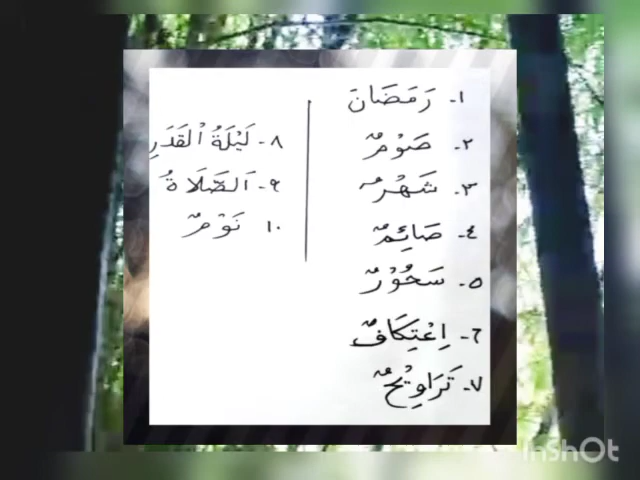 ١. رَمَضَانَ
٢. صَوْمٌ
٣. شَهْرٌ
٤. صَائِمٌ
٥. سَحُوْرٌ
٦. اِعْتِكَافٌ
٧. تَرَاوِيْحٌ
٨. لَيْلَةُ الْقَدَرِ
٩. اَلصَّلَاةُ
١٠ نَوْمٌ
InShOt